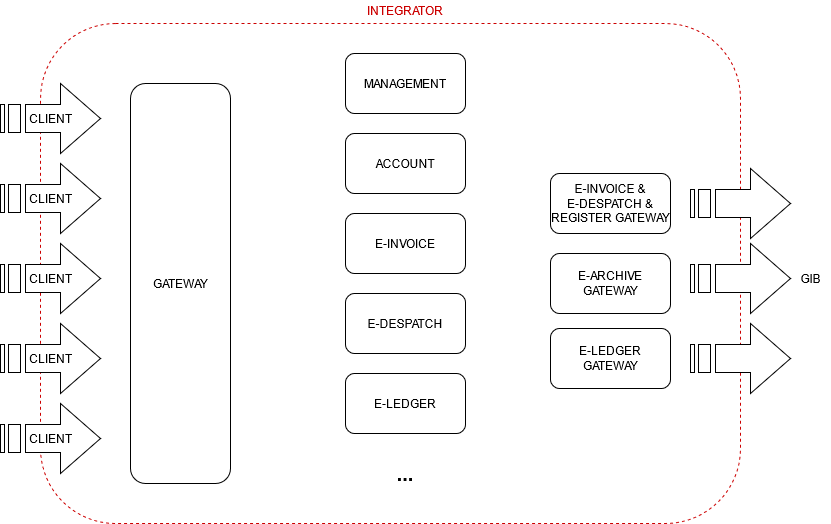 INTEGRATOR
CLIENT
CLIENT
CLIENT
CLIENT
CLIENT
GATEWAY
MANAGEMENT
ACCOUNT
E-INVOICE
E-DESPATCH
E-LEDGER
...
E-INVOICE &
E-DESPATCH &
REGISTER GATEWAY
E-ARCHIVE
GATEWAY
E-LEDGER
GATEWAY
GIB